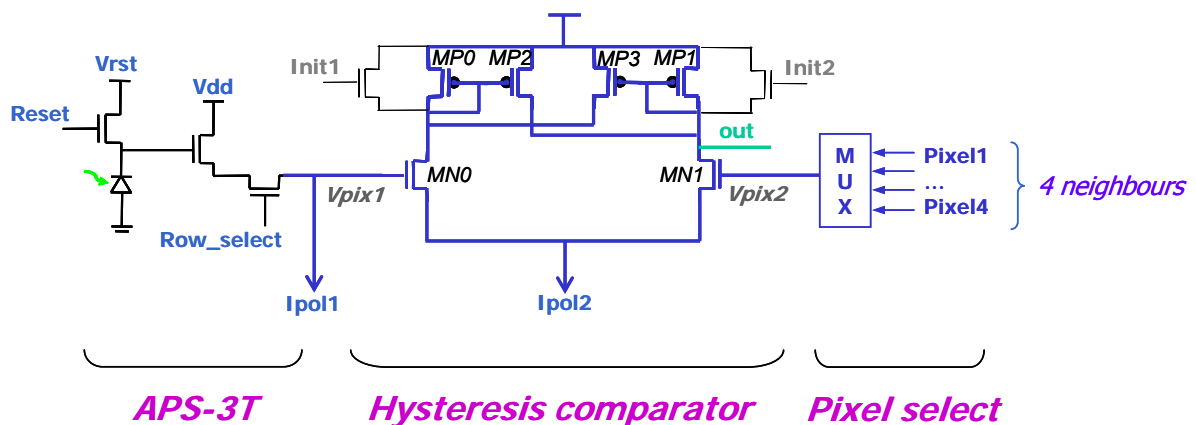 MP0 MP2 MP3 MP1
Init1
Init2
Vrst
Vdd
Reset
out
MN0
MN1
Vpix1
Vpix2
M
U
X
Pixel1
...
Pixel4
4 neighbours
Row_select
Ipol1
Ipol2
APS-3T
Hysteresis comparator
Pixel select